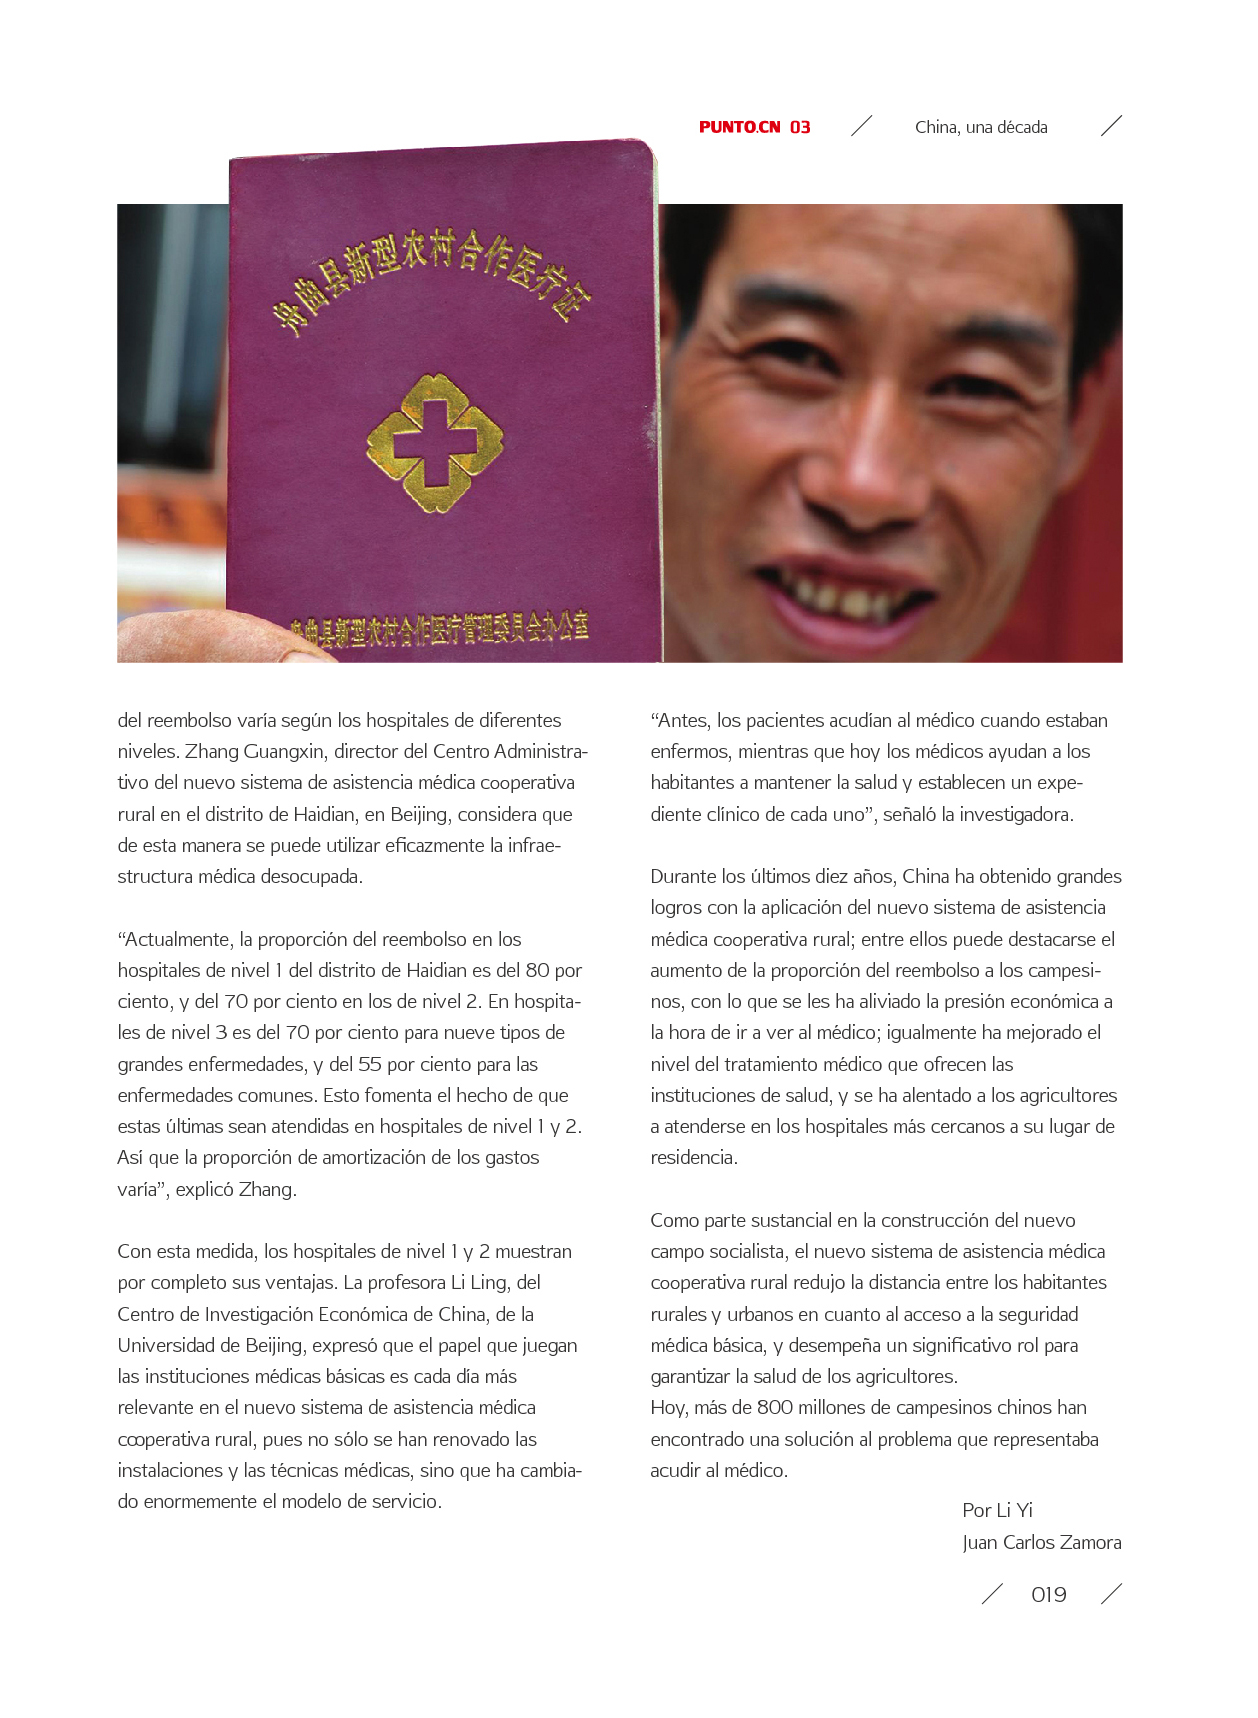 PUNTO.CN 03
China, una década
舟曲县新型农村合作医疗证
舟曲县新型农村合作医疗管理委员会办公室
del reembolso varía según los hospitales de diferentes
niveles. Zhang Guangxin, director del Centro Administra-
tivo del nuevo sistema de asistencia médica cooperativa
rural en el distrito de Haidian, en Beijing, considera que
de esta manera se puede utilizar eficazmente la infrae-
structura médica desocupada.
“Actualmente, la proporción del reembolso en los
hospitales de nivel 1 del distrito de Haidian es del 80 por
ciento, y del 70 por ciento en los de nivel 2. En hospita-
les de nivel 3 es del 70 por ciento para nueve tipos de
grandes enfermedades, y del 55 por ciento para las
enfermedades comunes. Esto fomenta el hecho de que
estas últimas sean atendidas en hospitales de nivel 1 y 2.
Así que la proporción de amortización de los gastos
varía”, explicó Zhang.
Con esta medida, los hospitales de nivel 1 y 2 muestran
por completo sus ventajas. La profesora Li Ling, del
Centro de Investigación Económica de China, de la
Universidad de Beijing, expresó que el papel que juegan
las instituciones médicas básicas es cada día más
relevante en el nuevo sistema de asistencia médica
cooperativa rural, pues no sólo se han renovado las
instalaciones y las técnicas médicas, sino que ha cambia-
do enormemente el modelo de servicio.
“Antes, los pacientes acudían al médico cuando estaban
enfermos, mientras que hoy los médicos ayudan a los
habitantes a mantener la salud y establecen un expe-
diente clínico de cada uno”, señaló la investigadora.
Durante los últimos diez años, China ha obtenido grandes
logros con la aplicación del nuevo sistema de asistencia
médica cooperativa rural; entre ellos puede destacarse el
aumento de la proporción del reembolso a los campesi-
nos, con lo que se les ha aliviado la presión económica a
la hora de ir a ver al médico; igualmente ha mejorado el
nivel del tratamiento médico que ofrecen las
instituciones de salud, y se ha alentado a los agricultores
a atenderse en los hospitales más cercanos a su lugar de
residencia.
Como parte sustancial en la construcción del nuevo
campo socialista, el nuevo sistema de asistencia médica
cooperativa rural redujo la distancia entre los habitantes
rurales y urbanos en cuanto al acceso a la seguridad
médica básica, y desempeña un significativo rol para
garantizar la salud de los agricultores.
Hoy, más de 800 millones de campesinos chinos han
encontrado una solución al problema que representaba
acudir al médico.
Por Li Yi
Juan Carlos Zamora
019